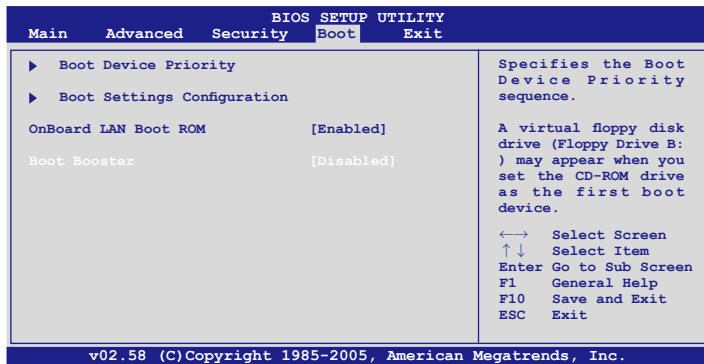 BIOS SETUP UTILITY
Main Advanced Security Boot Exit
Boot Device Priority
Boot Settings Configuration
OnBoard LAN Boot ROM [Enabled]
Boot Booster [Disabled]
Specifies the Boot
Device Priority
sequence.
A virtual floppy disk
drive (Floppy Drive B:
) may appear when you
set the CD-ROM drive
as the first boot
device.
←→ Select Screen
↑↓ Select Item
Enter Go to Sub Screen
F1 General Help
F10 Save and Exit
ESC Exit
v02.58 (C)Copyright 1985-2005, American Megatrends, Inc.